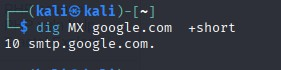 ┌──(kali㉿kali)-[~]
└─$ dig MX google.com  +short
10 smtp.google.com.